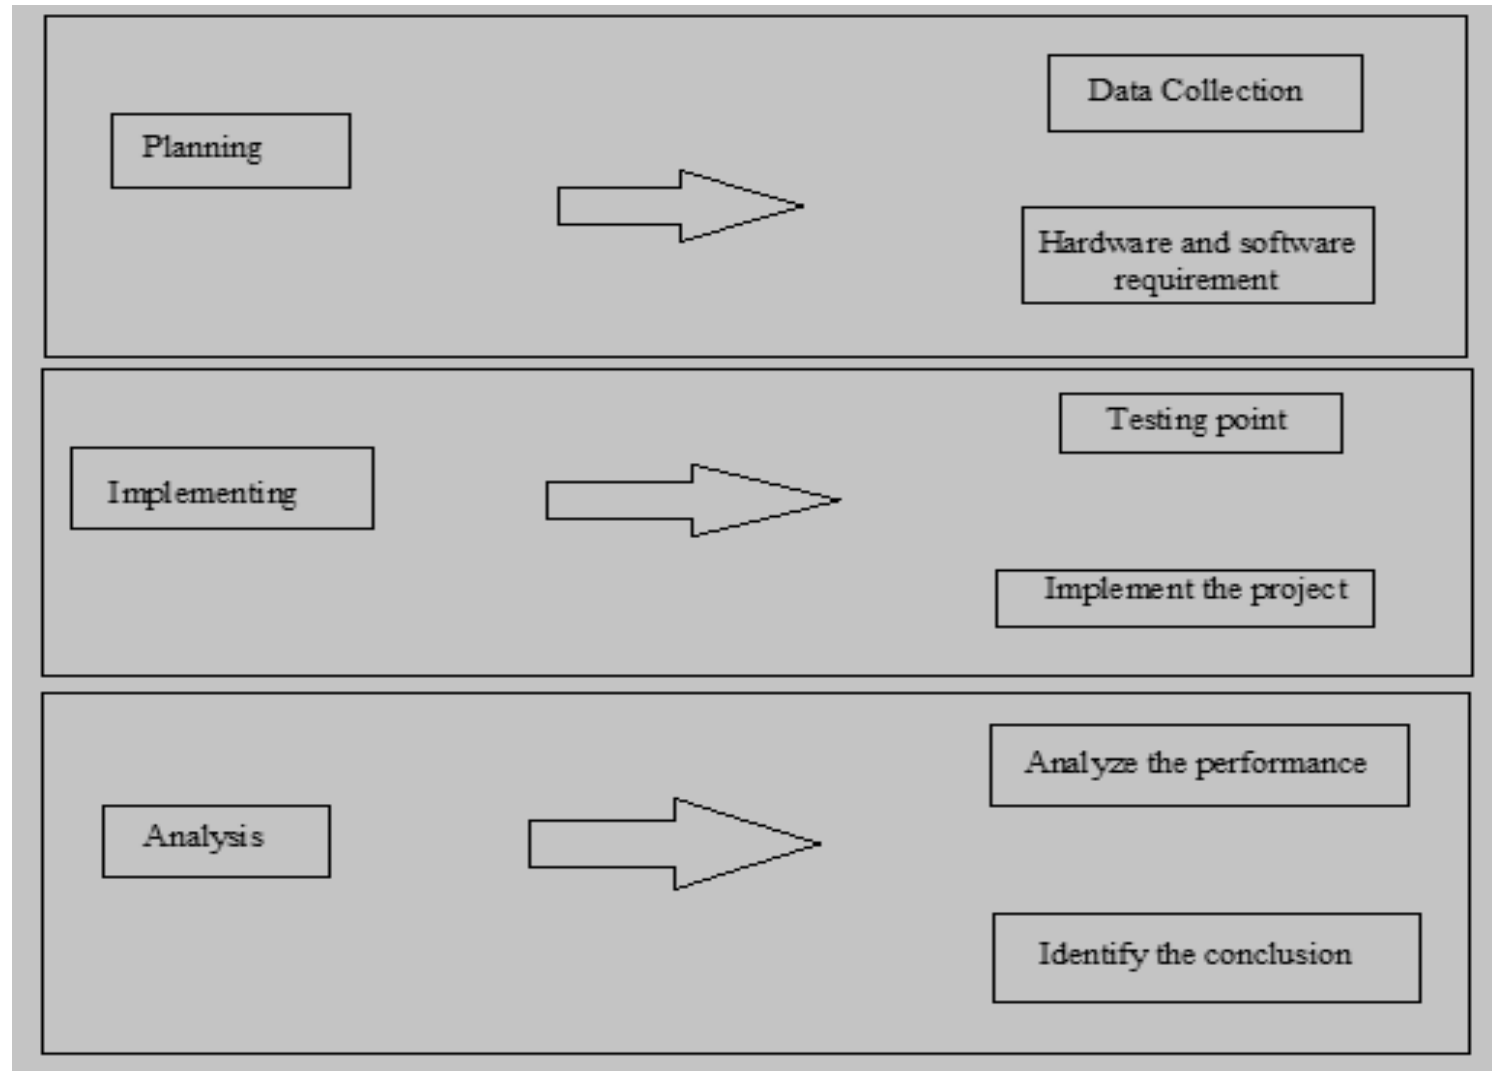 Planning
Data Collection
Hardware and software
requirement
Implementing
Testing point
Implement the project
Analysis
Analyze the performance
Identify the conclusion